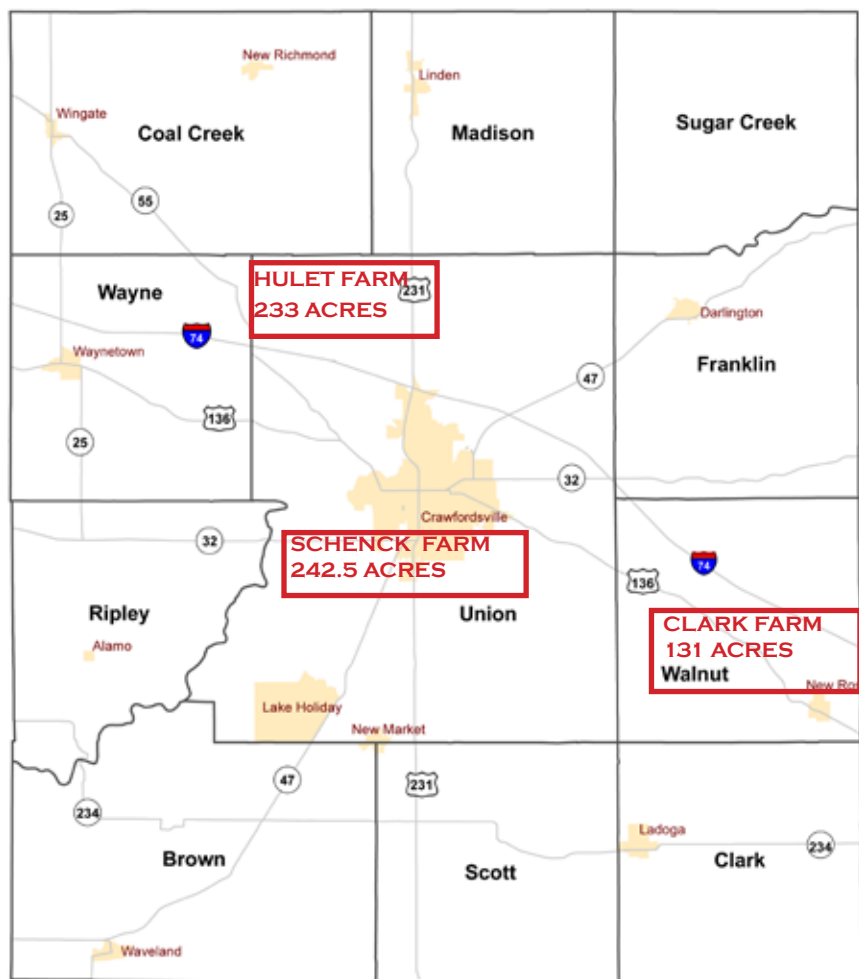 New Richmond
Linden
Wingate
Coal Creek
Madison
Sugar Creek
55
25
HULET FARM
233 ACRES
231
Wayne
Darlington
74
Waynetown
Franklin
47
136
25
32
Crawfordsville
32
SCHENCK FARM
242.5 ACRES
74
136
Ripley
Union
CLARK FARM
131 ACRES
Walnut
Alamo
New Ros
Lake Holiday
New Market
47
231
234
Ladoga
234
Brown
Scott
Clark
Waveland